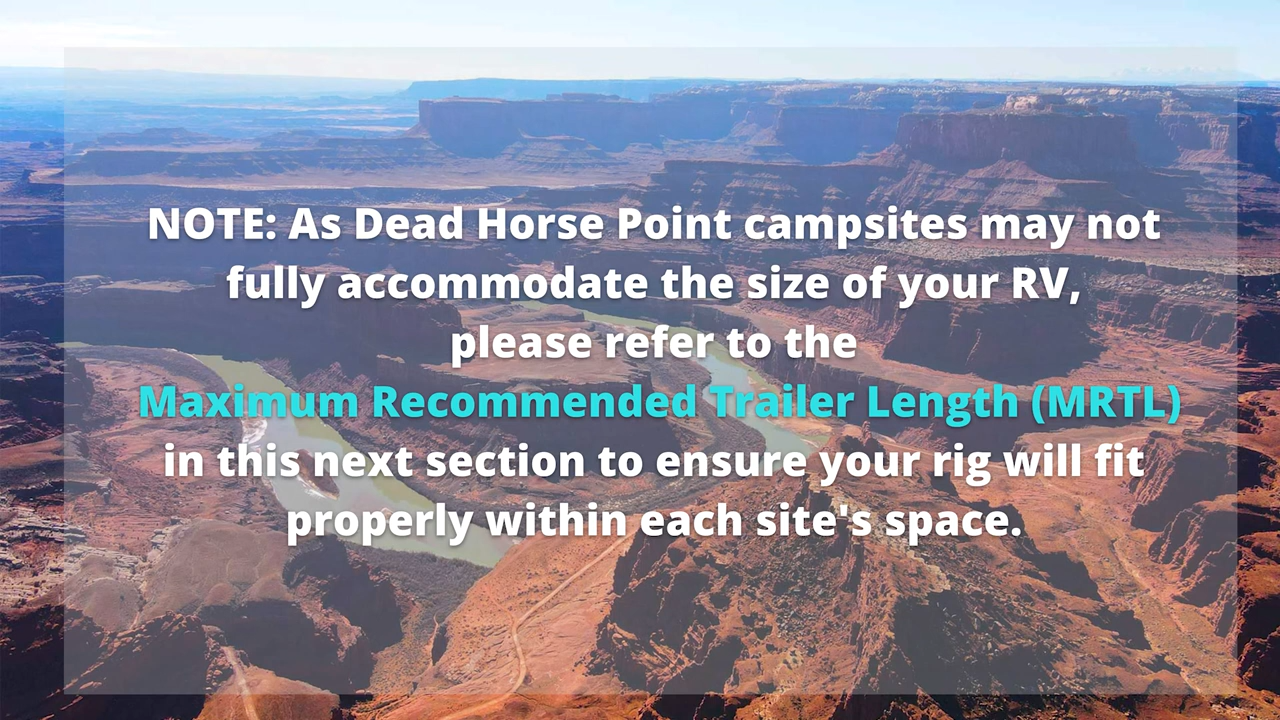 NOTE: As Dead Horse Point campsites may not
fully accommodate the size of your RV,
please refer to the
Maximum Recommended Trailer Length (MRTL)
in this next section to ensure your rig will fit
properly within each site's space.